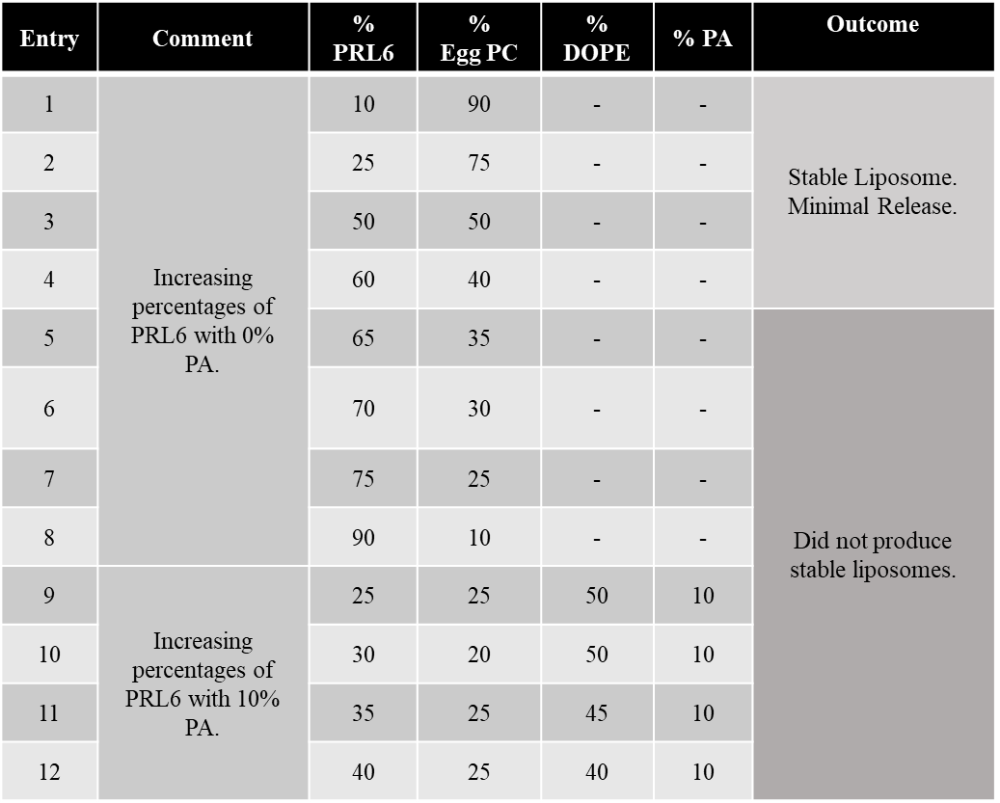 Entry Comment % PRL6 % Egg PC % DOPE % PA Outcome
1 10 90 - -
2 25 75 - -
3 50 50 - -
4 60 40 - -
Stable Liposome.
Minimal Release.
5 65 35 - -
6 70 30 - -
7 75 25 - -
8 90 10 - -
Increasing
percentages of
PRL6 with 0%
PA.
9 25 25 50 10
10 30 20 50 10
11 35 25 45 10
12 40 25 40 10
Increasing
percentages of
PRL6 with 10%
PA.
Did not produce
stable liposomes.